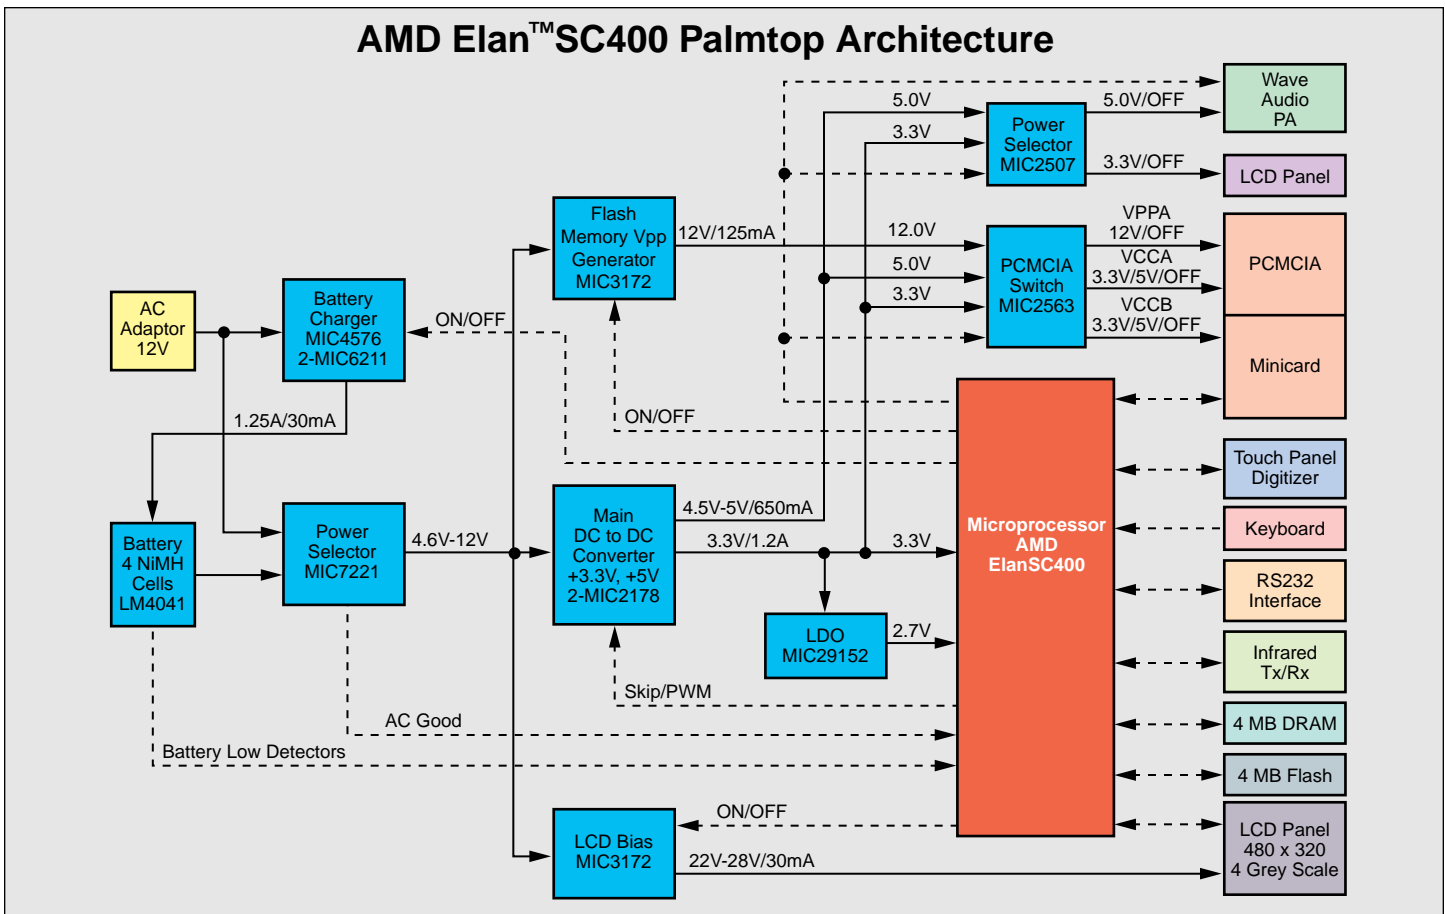 AMD Elan™SC400 Palmtop Architecture
Wave
Audio
PA
5.0V
5.0V/OFF
Power
Selector
MIC2507
3.3V
3.3V/OFF
LCD Panel
Flash
Memory Vpp
Generator
MIC3172
12V/125mA
12.0V
5.0V
3.3V
PCMCIA
Switch
MIC2563
VPPA
12V/OFF
VCCA
3.3V/5V/OFF
VCCB
3.3V/5V/OFF
PCMCIA
Minicard
AC
Adaptor
12V
Battery
Charger
MIC4576
2-MIC6211
ON/OFF
1.25A/30mA
ON/OFF
Battery
4 NiMH
Cells
LM4041
Power
Selector
MIC7221
4.6V-12V
Main
DC to DC
Converter
+3.3V, +5V
2-MIC2178
4.5V-5V/650mA
3.3V/1.2A
3.3V
Microprocessor
AMD
ElanSC400
LDO
MIC29152
2.7V
Skip/PWM
AC Good
Battery Low Detectors
LCD Bias
MIC3172
ON/OFF
22V-28V/30mA
Touch Panel
Digitizer
Keyboard
RS232
Interface
Infrared
Tx/Rx
4 MB DRAM
4 MB Flash
LCD Panel
480 x 320
4 Grey Scale